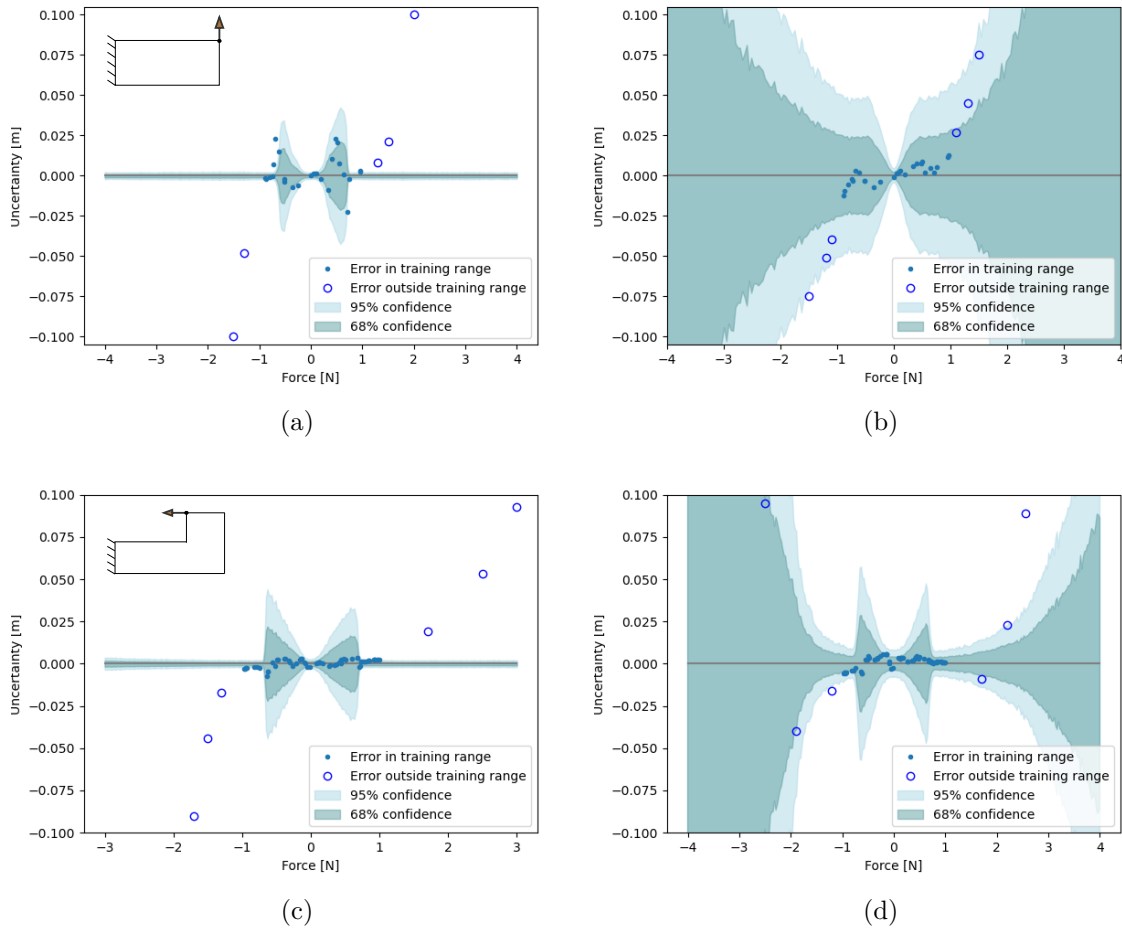 0.100
0.075
0.050
0.025
0.000
−0.025
−0.050
−0.075
−0.100
Uncertainty [m]
Error in training range
Error outside training range
95% confidence
68% confidence
−4 −3 −2 −1 0 1 2 3 4
Force [N]
(a)
0.100
0.075
0.050
0.025
0.000
−0.025
−0.050
−0.075
−0.100
Uncertainty [m]
Error in training range
Error outside training range
95% confidence
68% confidence
−4 −3 −2 −1 0 1 2 3 4
Force [N]
(b)
0.100
0.075
0.050
0.025
0.000
−0.025
−0.050
−0.075
−0.100
Uncertainty [m]
Error in training range
Error outside training range
95% confidence
68% confidence
−3 −2 −1 0 1 2 3
Force [N]
(c)
0.100
0.075
0.050
0.025
0.000
−0.025
−0.050
−0.075
−0.100
Uncertainty [m]
Error in training range
Error outside training range
95% confidence
68% confidence
−4 −3 −2 −1 0 1 2 3 4
Force [N]
(d)